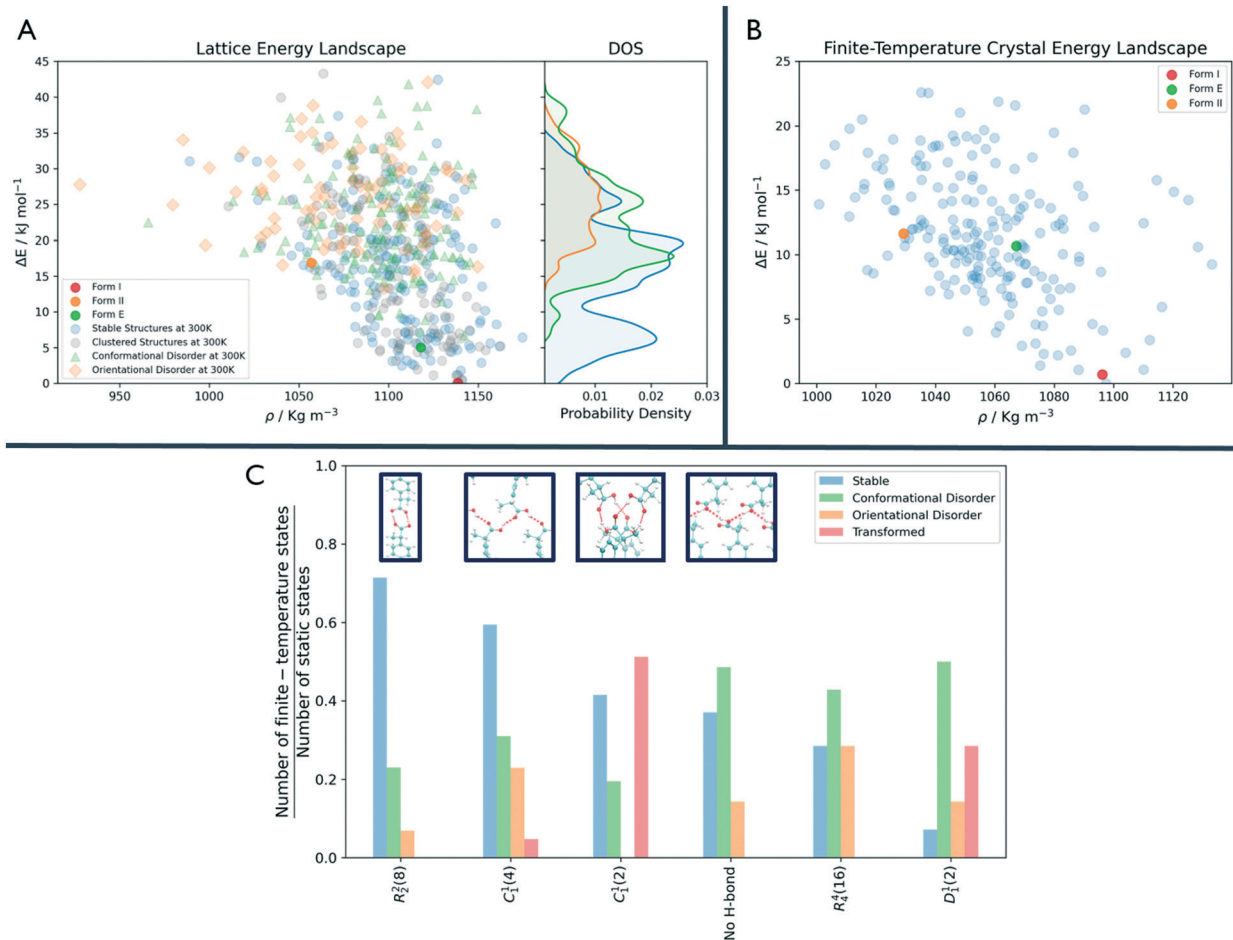 A
Lattice Energy Landscape
DOS
45
40
35
30
25
20
15
10
5
0
ΔE / kJ mol⁻¹
Form I
Form II
Form E
Stable Structures at 300K
Clustered Structures at 300K
Conformational Disorder at 300K
Orientational Disorder at 300K
950
1000
1050
1100
1150
ρ / Kg m⁻³
0.01
0.02
0.03
Probability Density
B
Finite-Temperature Crystal Energy Landscape
25
20
15
10
5
0
ΔE / kJ mol⁻¹
Form I
Form E
Form II
1000
1020
1040
1060
1080
1100
1120
ρ / Kg m⁻³
C
1.0
0.8
0.6
0.4
0.2
0.0
Number of finite − temperature states
Number of static states
Stable
Conformational Disorder
Orientational Disorder
Transformed
R₂²(8)
C₁¹(4)
C₁¹(2)
No H-bond
R₄⁴(16)
D₁¹(2)